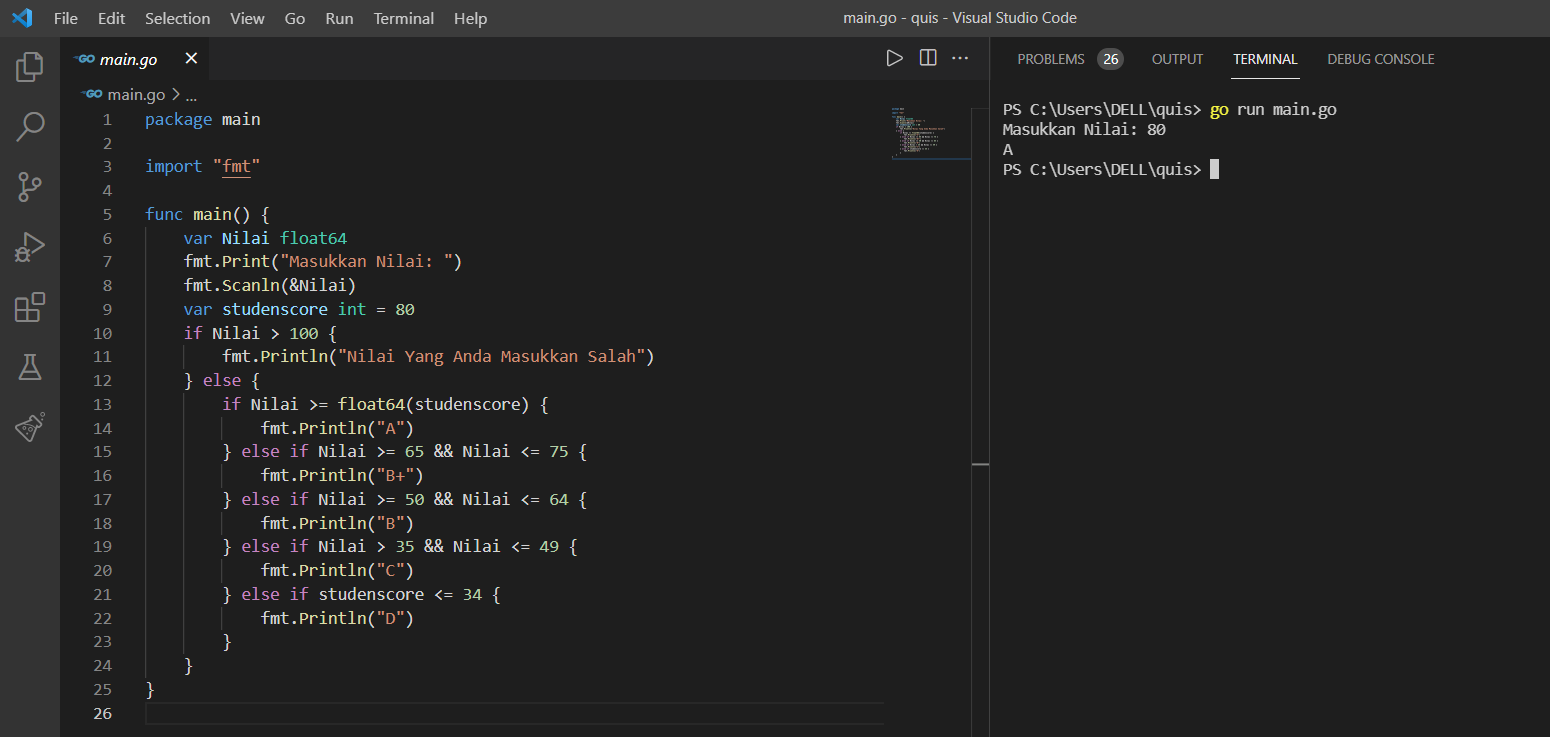 File Edit Selection View Go Run Terminal Help
main.go - quis - Visual Studio Code
GO main.go
GO main.go > ...
1 package main
2
3 import "fmt"
4
5 func main() {
6     var Nilai float64
7     fmt.Print("Masukkan Nilai: ")
8     fmt.Scanln(&Nilai)
9     var studenscore int = 80
10     if Nilai > 100 {
11         fmt.Println("Nilai Yang Anda Masukkan Salah")
12     } else {
13         if Nilai >= float64(studenscore) {
14             fmt.Println("A")
15         } else if Nilai >= 65 && Nilai <= 75 {
16             fmt.Println("B+")
17         } else if Nilai >= 50 && Nilai <= 64 {
18             fmt.Println("B")
19         } else if Nilai > 35 && Nilai <= 49 {
20             fmt.Println("C")
21         } else if studenscore <= 34 {
22             fmt.Println("D")
23         }
24     }
25 }
26
PROBLEMS 26 OUTPUT TERMINAL DEBUG CONSOLE
PS C:\Users\DELL\quis> go run main.go
Masukkan Nilai: 80
A
PS C:\Users\DELL\quis>